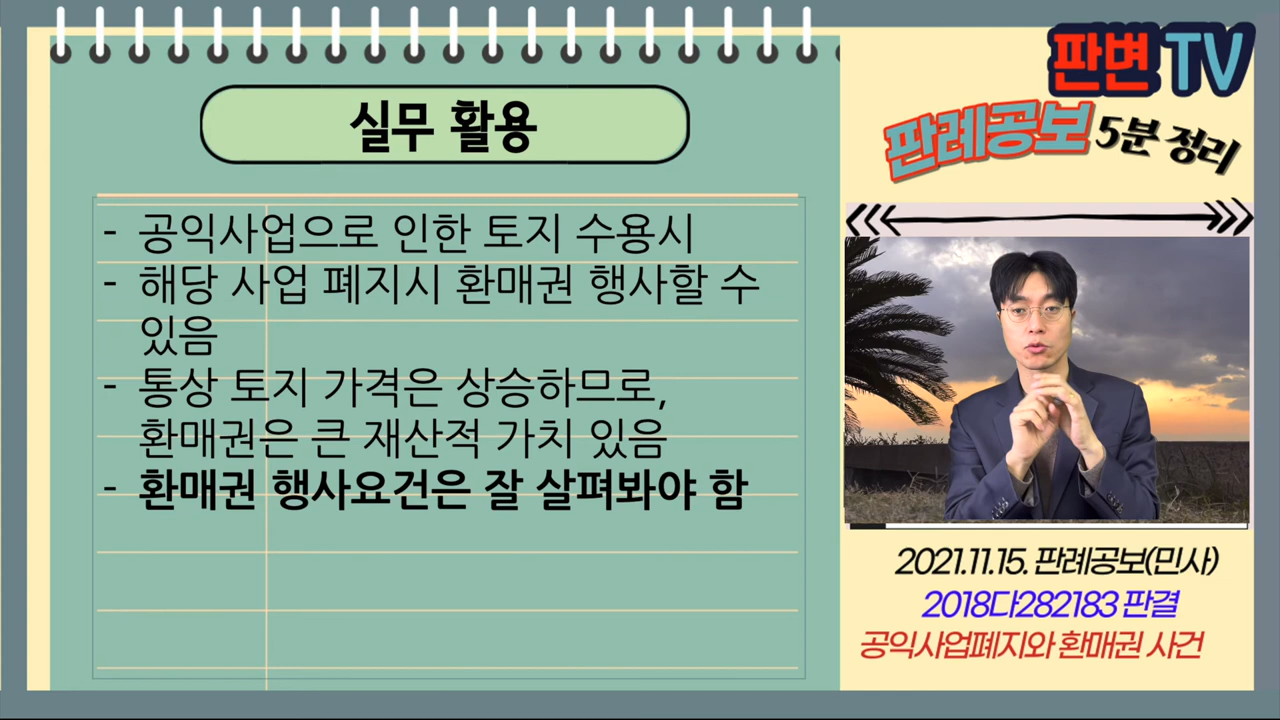 실무 활용
- 공익사업으로 인한 토지 수용시
- 해당 사업 폐지시 환매권 행사할 수
있음
- 통상 토지 가격은 상승하므로,
환매권은 큰 재산적 가치 있음
- 환매권 행사요건은 잘 살펴봐야 함
판변 TV
판례공보 5분 정리
2021.11.15. 판례공보(민사)
2018다282183 판결
공익사업폐지와 환매권 사건